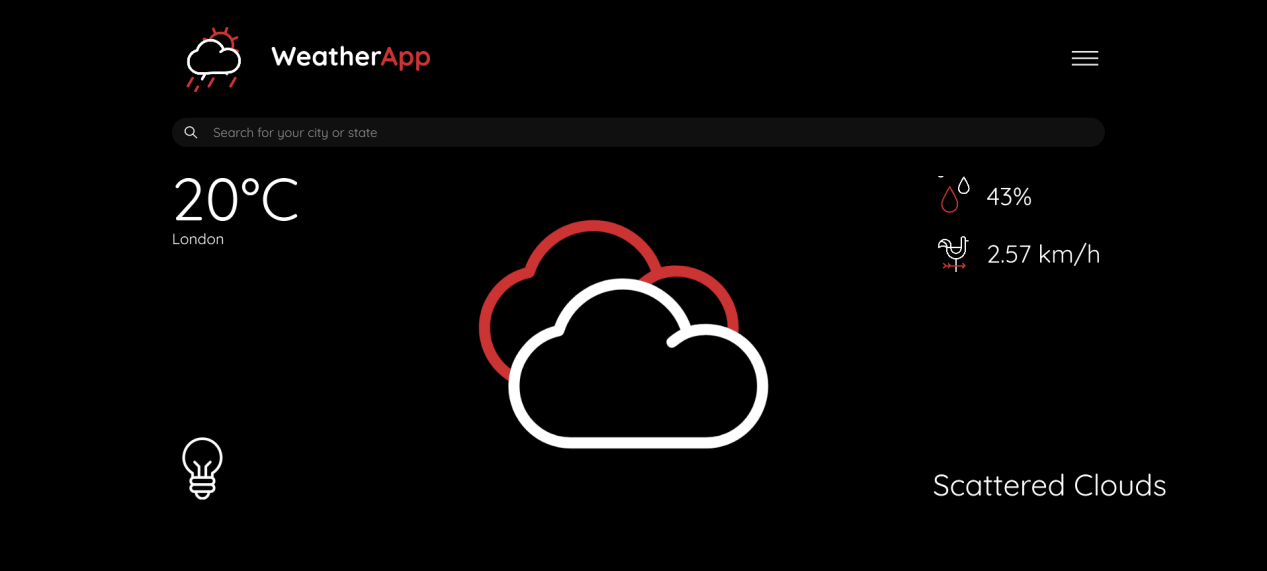 WeatherApp
Search for your city or state
20°C
London
43%
2.57 km/h
Scattered Clouds